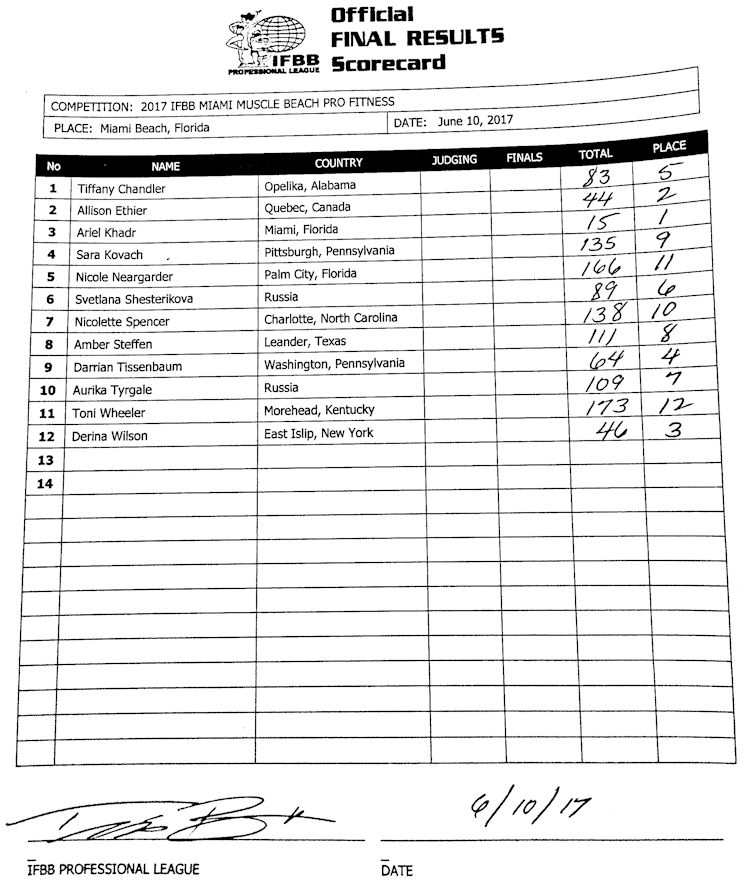 Official
FINAL RESULTS
IFBB Scorecard
PROFESSIONAL LEAGUE
COMPETITION: 2017 IFBB MIAMI MUSCLE BEACH PRO FITNESS
PLACE: Miami Beach, Florida DATE: June 10, 2017
No NAME COUNTRY JUDGING FINALS TOTAL PLACE
1 Tiffany Chandler Opelika, Alabama 83 5
2 Allison Ethier Quebec, Canada 44 2
3 Ariel Khadr Miami, Florida 15 1
4 Sara Kovach Pittsburgh, Pennsylvania 135 9
5 Nicole Neargarder Palm City, Florida 166 11
6 Svetlana Shesterikova Russia 89 6
7 Nicolette Spencer Charlotte, North Carolina 138 10
8 Amber Steffen Leander, Texas 111 8
9 Darrian Tissenbaum Washington, Pennsylvania 64 4
10 Aurika Tyrgale Russia 109 7
11 Toni Wheeler Morehead, Kentucky 173 12
12 Derina Wilson East Islip, New York 46 3
13
14
6/10/17
IFBB PROFESSIONAL LEAGUE DATE